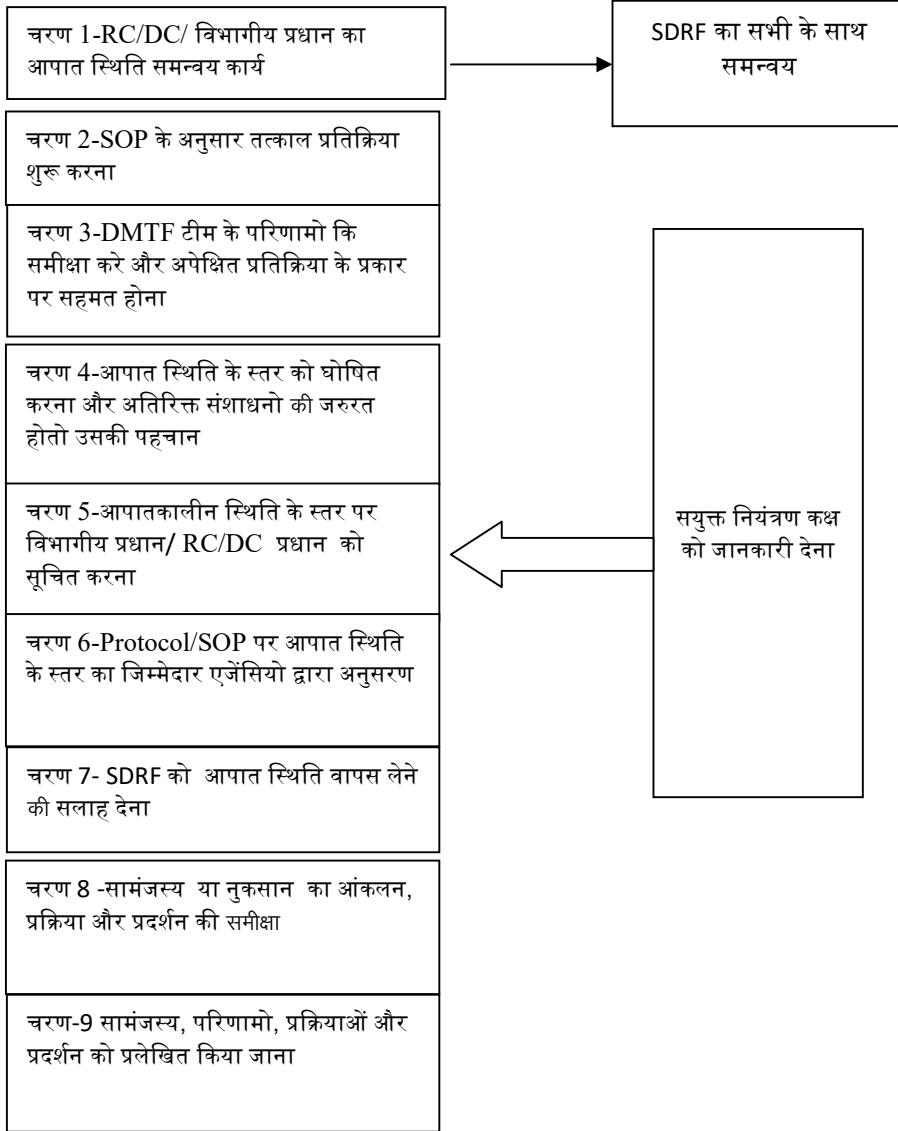 चरण 1-RC/DC/ विभागीय प्रधान का
आपात स्थिति समन्वय कार्य
SDRF का सभी के साथ
समन्वय
चरण 2-SOP के अनुसार तत्काल प्रतिक्रिया
शुरू करना
चरण 3-DMTF टीम के परिणामो कि
समीक्षा करे और अपेक्षित प्रतिक्रिया के प्रकार
पर सहमत होना
चरण 4-आपात स्थिति के स्तर को घोषित
करना और अतिरिक्त संशाधनो की जरुरत
होतो उसकी पहचान
चरण 5-आपातकालीन स्थिति के स्तर पर
विभागीय प्रधान/ RC/DC प्रधान को
सूचित करना
सयुक्त नियंत्रण कक्ष
को जानकारी देना
चरण 6-Protocol/SOP पर आपात स्थिति
के स्तर का जिम्मेदार एजेंसियो द्वारा अनुसरण
चरण 7- SDRF को आपात स्थिति वापस लेने
की सलाह देना
चरण 8 -सामंजस्य या नुकसान का आंकलन,
प्रक्रिया और प्रदर्शन की समीक्षा
चरण-9 सामंजस्य, परिणामो, प्रक्रियाओं और
प्रदर्शन को प्रलेखित किया जाना